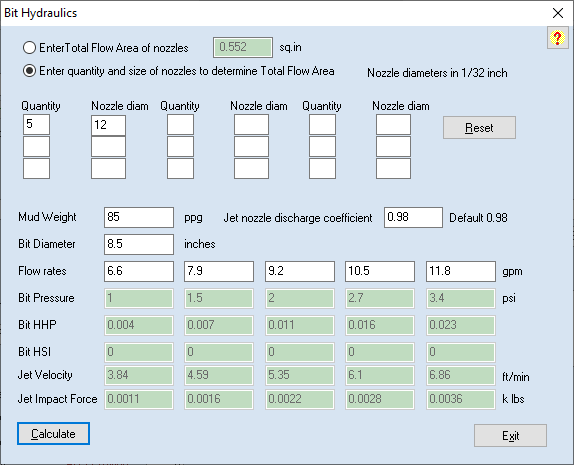 Bit Hydraulics
EnterTotal Flow Area of nozzles 0.552 sq.in ?
Enter quantity and size of nozzles to determine Total Flow Area Nozzle diameters in 1/32 inch
Quantity Nozzle diam Quantity Nozzle diam Quantity Nozzle diam
5 12 Reset
Mud Weight 85 ppg Jet nozzle discharge coefficient 0.98 Default 0.98
Bit Diameter 8.5 inches
Flow rates 6.6 7.9 9.2 10.5 11.8 gpm
Bit Pressure 1 1.5 2 2.7 3.4 psi
Bit HHP 0.004 0.007 0.011 0.016 0.023
Bit HSI 0 0 0 0 0
Jet Velocity 3.84 4.59 5.35 6.1 6.86 ft/min
Jet Impact Force 0.0011 0.0016 0.0022 0.0028 0.0036 k lbs
Calculate Exit